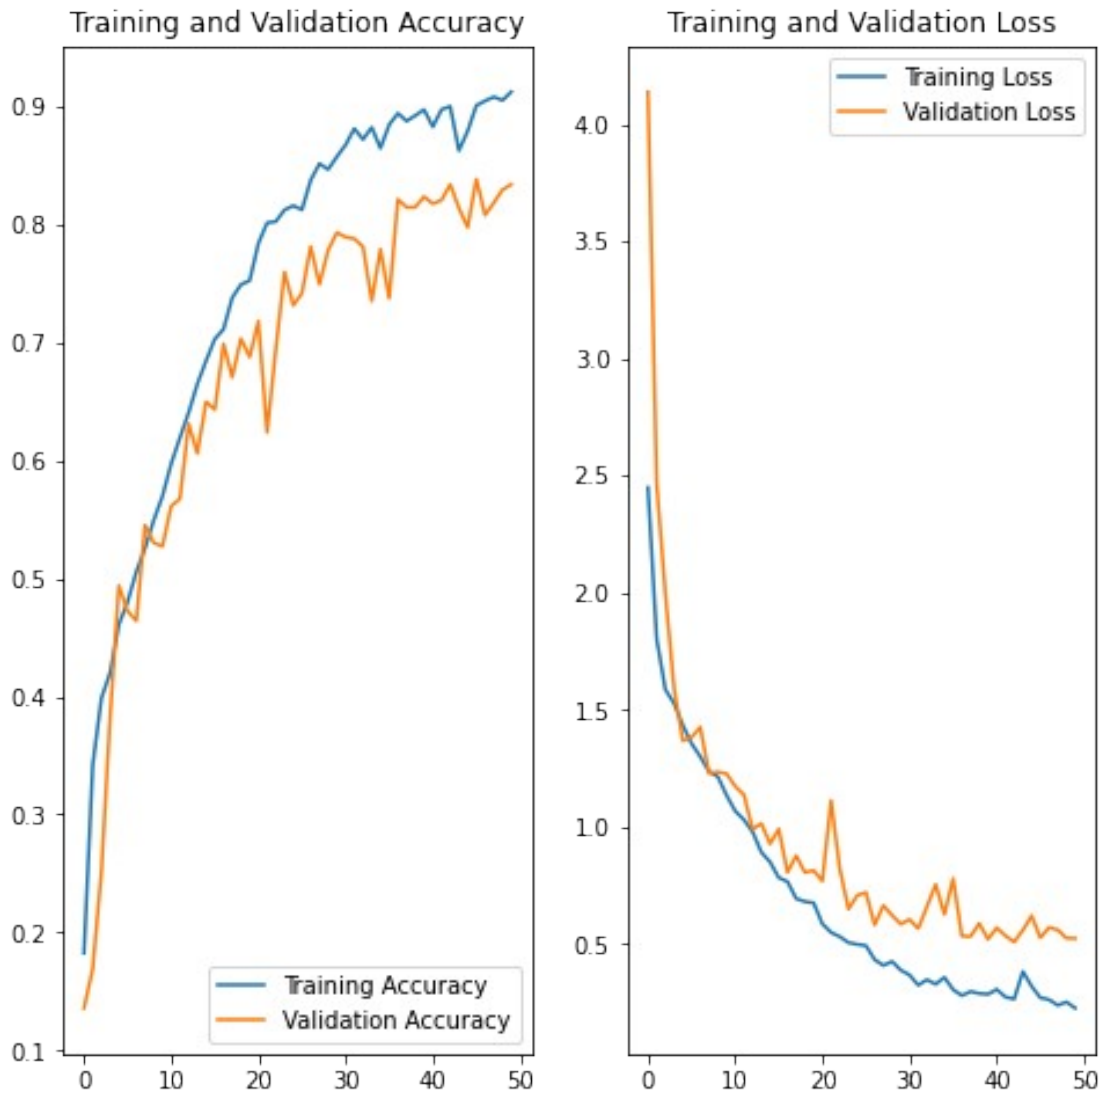 Training and Validation Accuracy
0.9
0.8
0.7
0.6
0.5
0.4
0.3
0.2
0.1
0 10 20 30 40 50
Training Accuracy
Validation Accuracy
Training and Validation Loss
Training Loss
Validation Loss
4.0
3.5
3.0
2.5
2.0
1.5
1.0
0.5
0 10 20 30 40 50